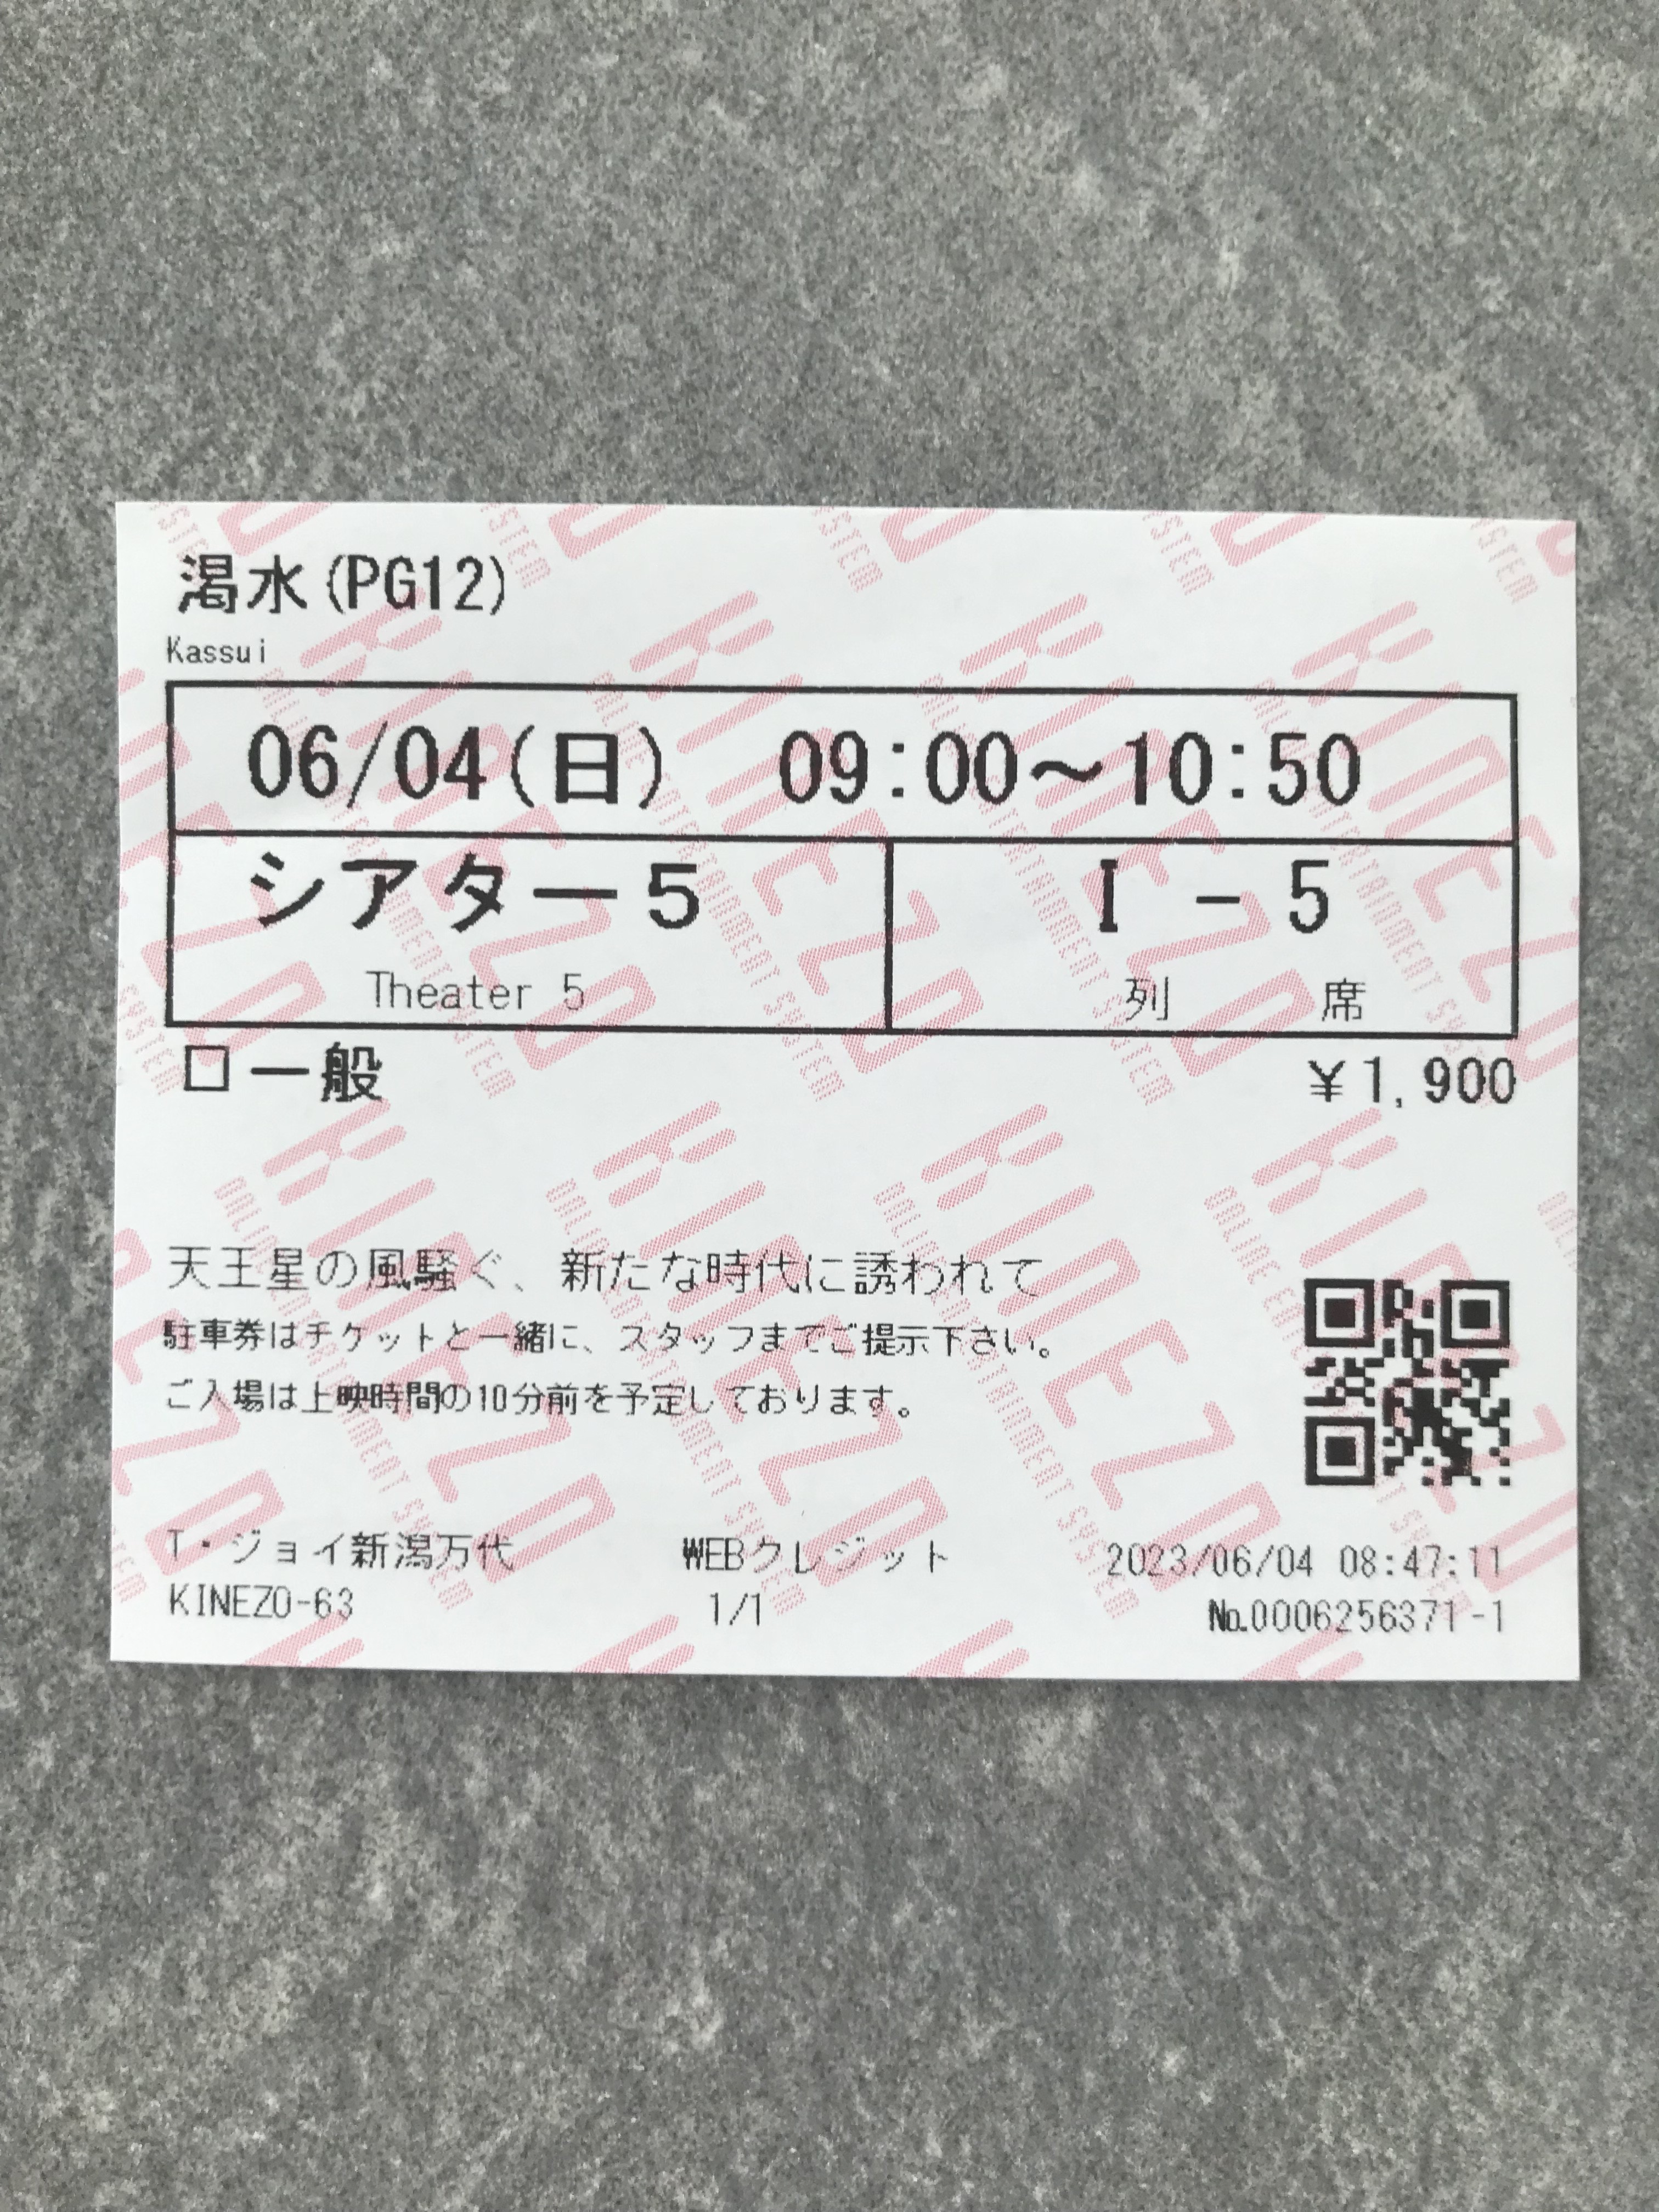 渇水(PG12)
Kassui
06/04(日) 09:00～10:50
シアター5 I - 5
Theater 5 列 席
□一般 ¥1,900
天王星の風騒ぐ、新たな時代に誘われて
駐車券はチケットと一緒に、スタッフまでご提示下さい。
ご入場は上映時間の10分前を予定しております。
T・ジョイ新潟万代 WEBクレジット 2023/06/04 08:47:11
KINEZO-63 1/1 No.0006256371-1
KINEZO
ONLINE ENTERTAINMENT SYSTEM